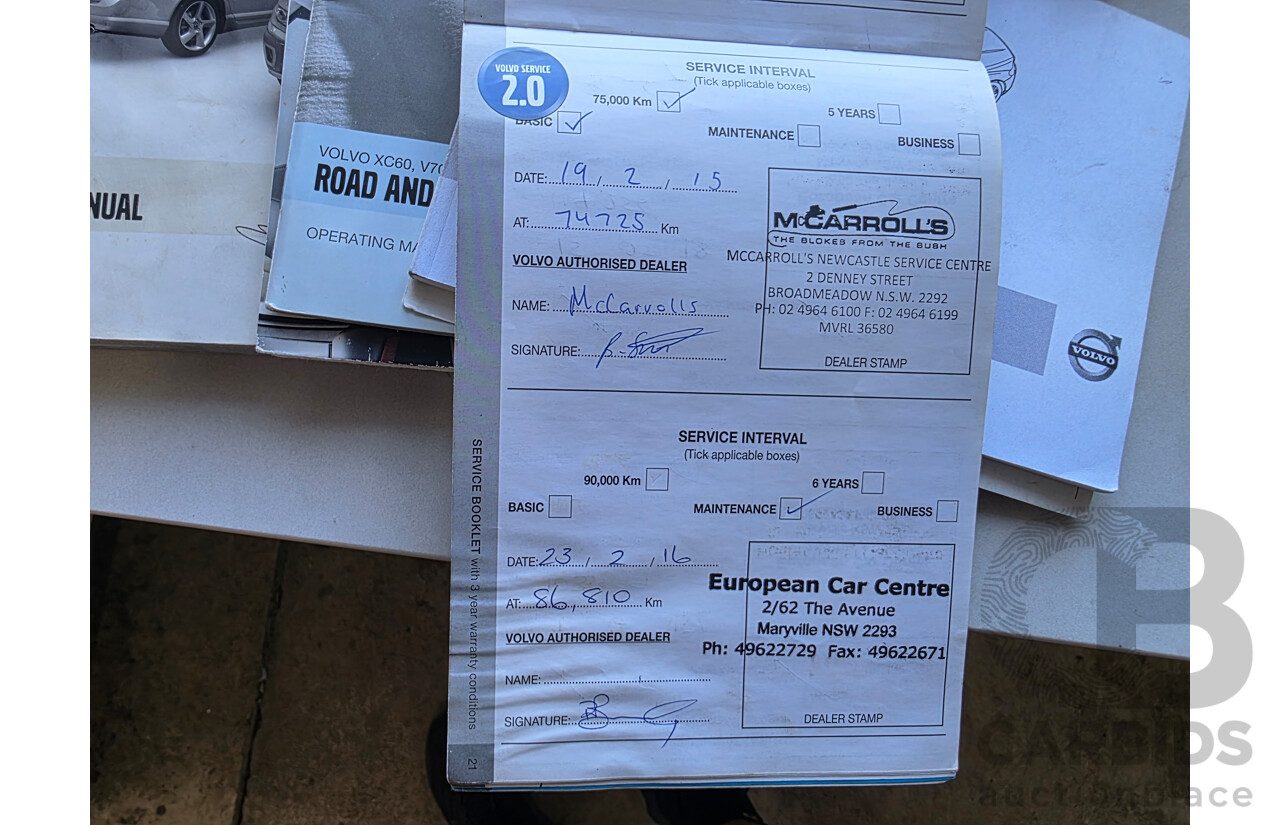 NUAL
VOLVO XC60, V70
ROAD AND
OPERATING MA
VOLVO SERVICE
2.0
SERVICE INTERVAL
(Tick applicable boxes)
75,000 Km
5 YEARS
BASIC
MAINTENANCE
BUSINESS
DATE: 19 / 2 / 15
AT: 74725 Km
VOLVO AUTHORISED DEALER
NAME: McCarrolls
SIGNATURE:
McCARROLL'S
THE BLOKES FROM THE BUSH
MCCARROLL'S NEWCASTLE SERVICE CENTRE
2 DENNEY STREET
BROADMEADOW N.S.W. 2292
PH: 02 4964 6100 F: 02 4964 6199
MVRL 36580
DEALER STAMP
SERVICE INTERVAL
(Tick applicable boxes)
90,000 Km
6 YEARS
BASIC
MAINTENANCE
BUSINESS
DATE: 23 / 2 / 16
AT: 86,810 Km
VOLVO AUTHORISED DEALER
NAME:
SIGNATURE:
European Car Centre
2/62 The Avenue
Maryville NSW 2293
Ph: 49622729 Fax: 49622671
DEALER STAMP
SERVICE BOOKLET with 3 year warranty conditions
21
VOLVO
CB
CARBIDS
auctionplace